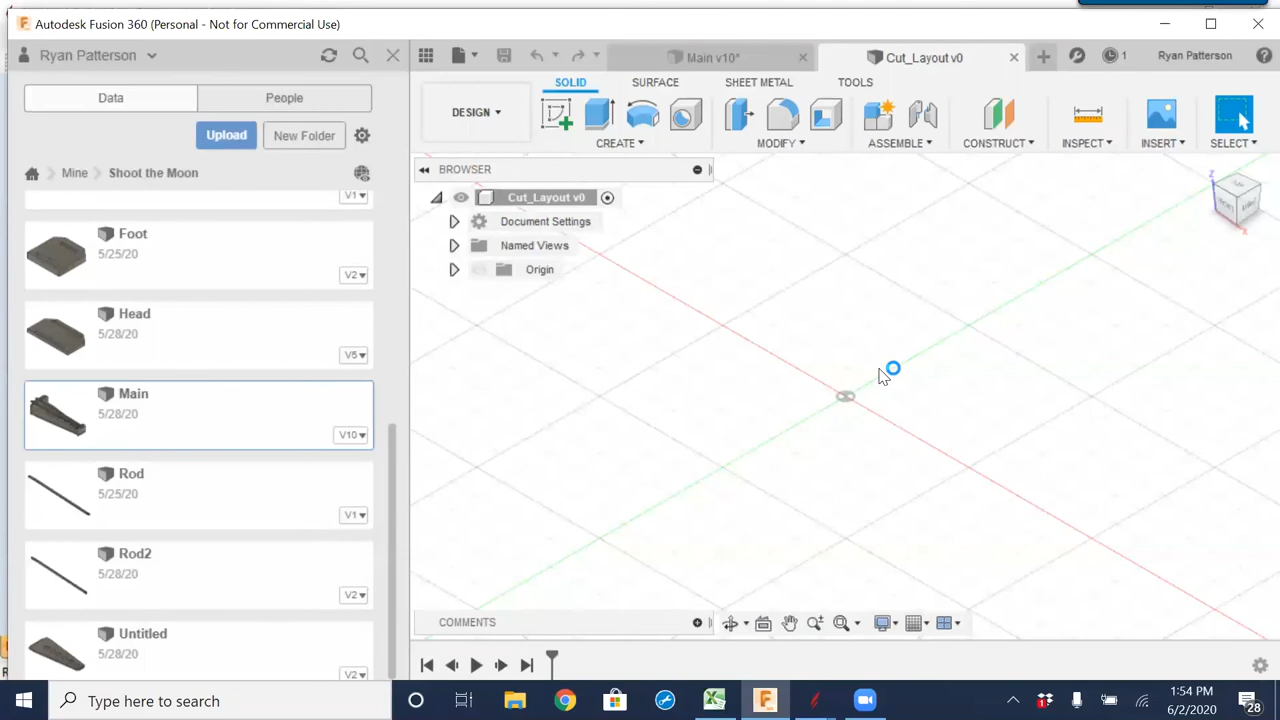 Autodesk Fusion 360 (Personal - Not for Commercial Use)
Ryan Patterson
Main v10*
Cut_Layout v0
1
Ryan Patterson
Data
People
Upload
New Folder
Mine
Shoot the Moon
DESIGN
SOLID
SURFACE
SHEET METAL
TOOLS
CREATE
MODIFY
ASSEMBLE
CONSTRUCT
INSPECT
INSERT
SELECT
BROWSER
Cut_Layout v0
Document Settings
Named Views
Origin
Z
X
V1
Foot
5/25/20
V2
Head
5/28/20
V5
Main
5/28/20
V10
Rod
5/25/20
V1
Rod2
5/28/20
V2
Untitled
5/28/20
V2
COMMENTS
Type here to search
1:54 PM
6/2/2020
28